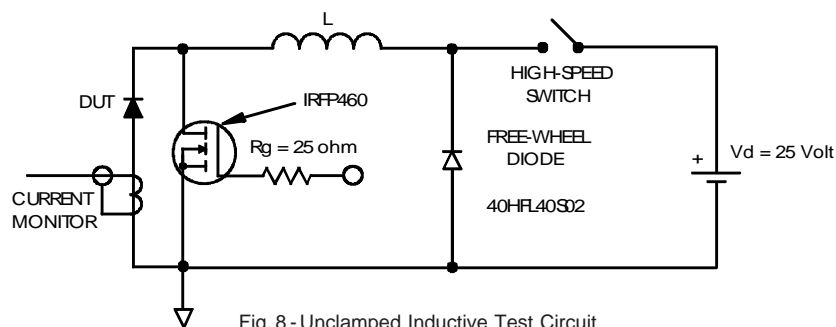 L
HIGH-SPEED
SWITCH
DUT
IRFP460
Rg = 25 ohm
FREE-WHEEL
DIODE
+
Vd = 25 Volt
CURRENT
MONITOR
40HFL40S02
Fig. 8 - Unclamped Inductive Test Circuit